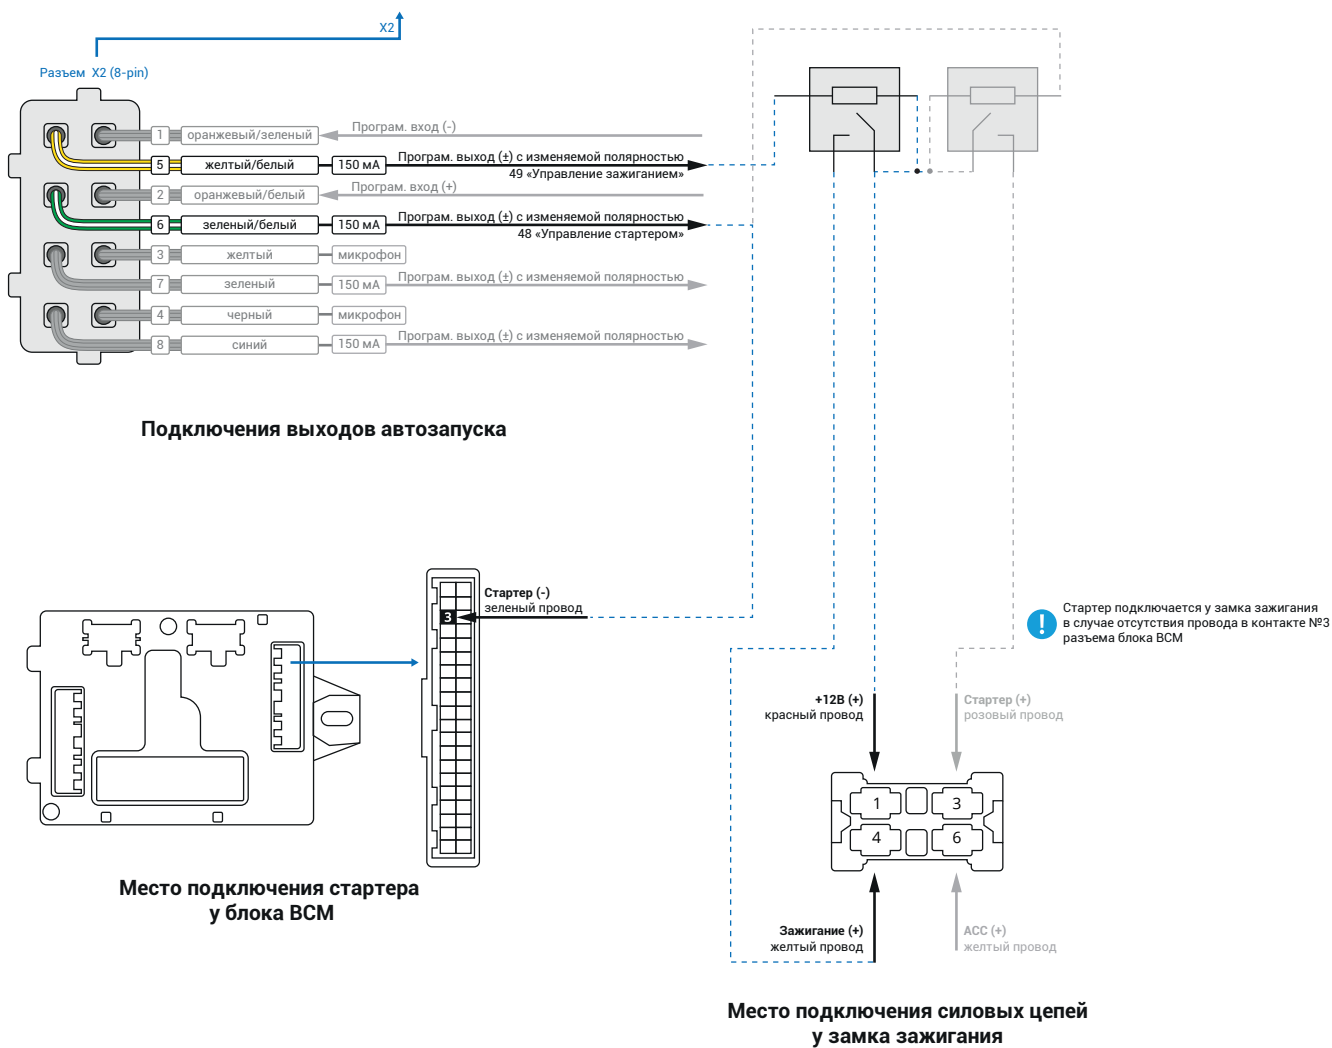 X2
Разъем X2 (8-pin)
1 оранжевый/зеленый Програм. вход (-)
5 желтый/белый 150 мА Програм. выход (±) с изменяемой полярностью
49 «Управление зажиганием»
2 оранжевый/белый Програм. вход (+)
6 зеленый/белый 150 мА Програм. выход (±) с изменяемой полярностью
48 «Управление стартером»
3 желтый микрофон
7 зеленый 150 мА Програм. выход (±) с изменяемой полярностью
4 черный микрофон
8 синий 150 мА Програм. выход (±) с изменяемой полярностью
Подключения выходов автозапуска
Стартер (-)
зеленый провод
3
Место подключения стартера
у блока BCM
! Стартер подключается у замка зажигания
в случае отсутствия провода в контакте №3
разъема блока BCM
+12В (+)
красный провод
Стартер (+)
розовый провод
1 3
4 6
Зажигание (+)
желтый провод
ACC (+)
желтый провод
Место подключения силовых цепей
у замка зажигания